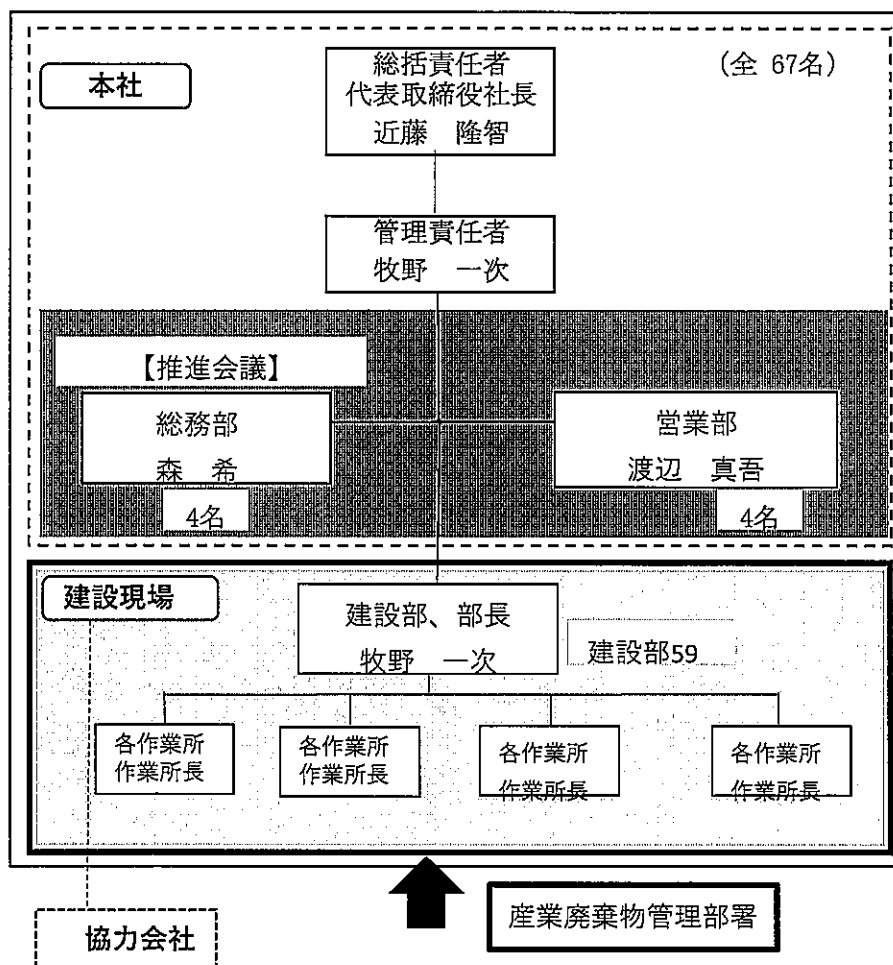 本社
総括責任者
代表取締役社長
近藤 隆智
(全 67名)
管理責任者
牧野 一次
【推進会議】
総務部
森 希
4名
営業部
渡辺 真吾
4名
建設現場
建設部、部長
牧野 一次
建設部59
各作業所
作業所長
各作業所
作業所長
各作業所
作業所長
各作業所
作業所長
産業廃棄物管理部署
協力会社